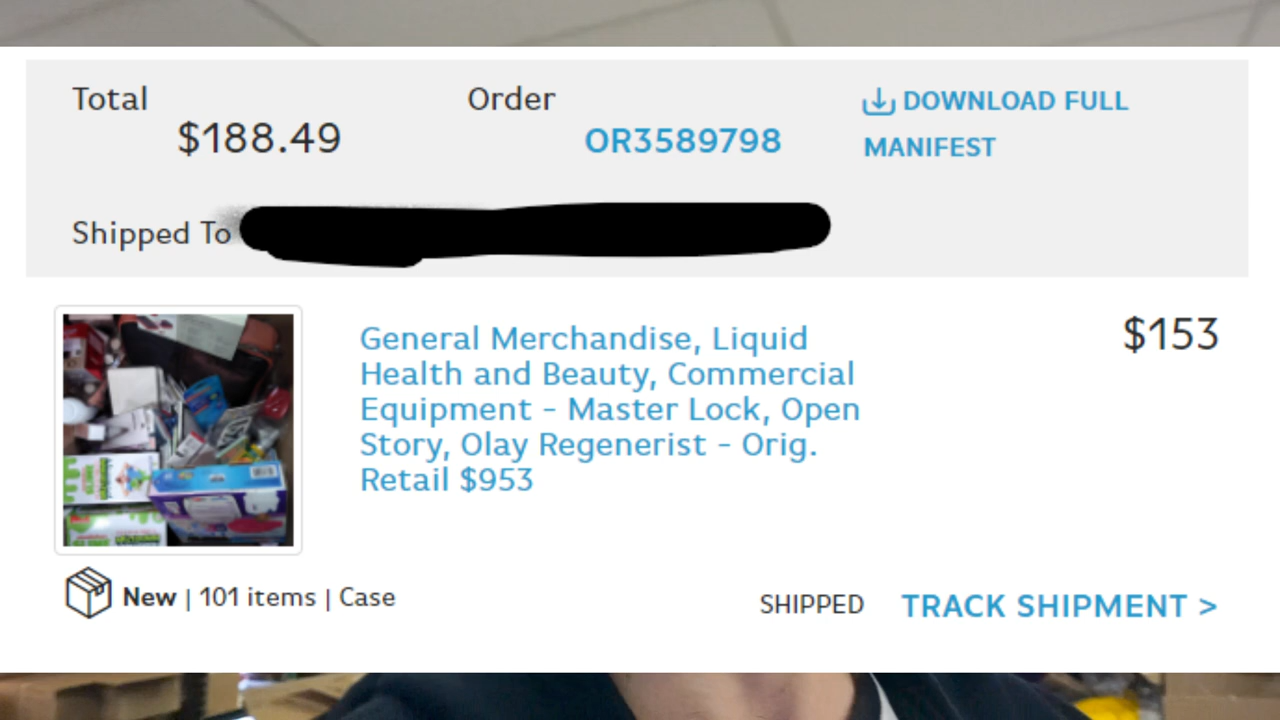 Total
$188.49
Order
OR3589798
DOWNLOAD FULL
MANIFEST
Shipped To
General Merchandise, Liquid
Health and Beauty, Commercial
Equipment - Master Lock, Open
Story, Olay Regenerist - Orig.
Retail $953
$153
New | 101 items | Case
SHIPPED
TRACK SHIPMENT >